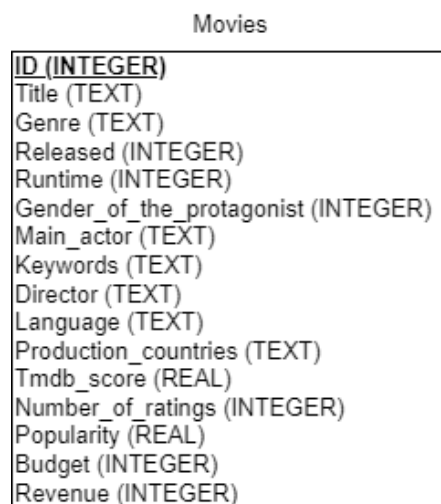 Movies
ID (INTEGER)
Title (TEXT)
Genre (TEXT)
Released (INTEGER)
Runtime (INTEGER)
Gender_of_the_protagonist (INTEGER)
Main_actor (TEXT)
Keywords (TEXT)
Director (TEXT)
Language (TEXT)
Production_countries (TEXT)
Tmdb_score (REAL)
Number_of_ratings (INTEGER)
Popularity (REAL)
Budget (INTEGER)
Revenue (INTEGER)